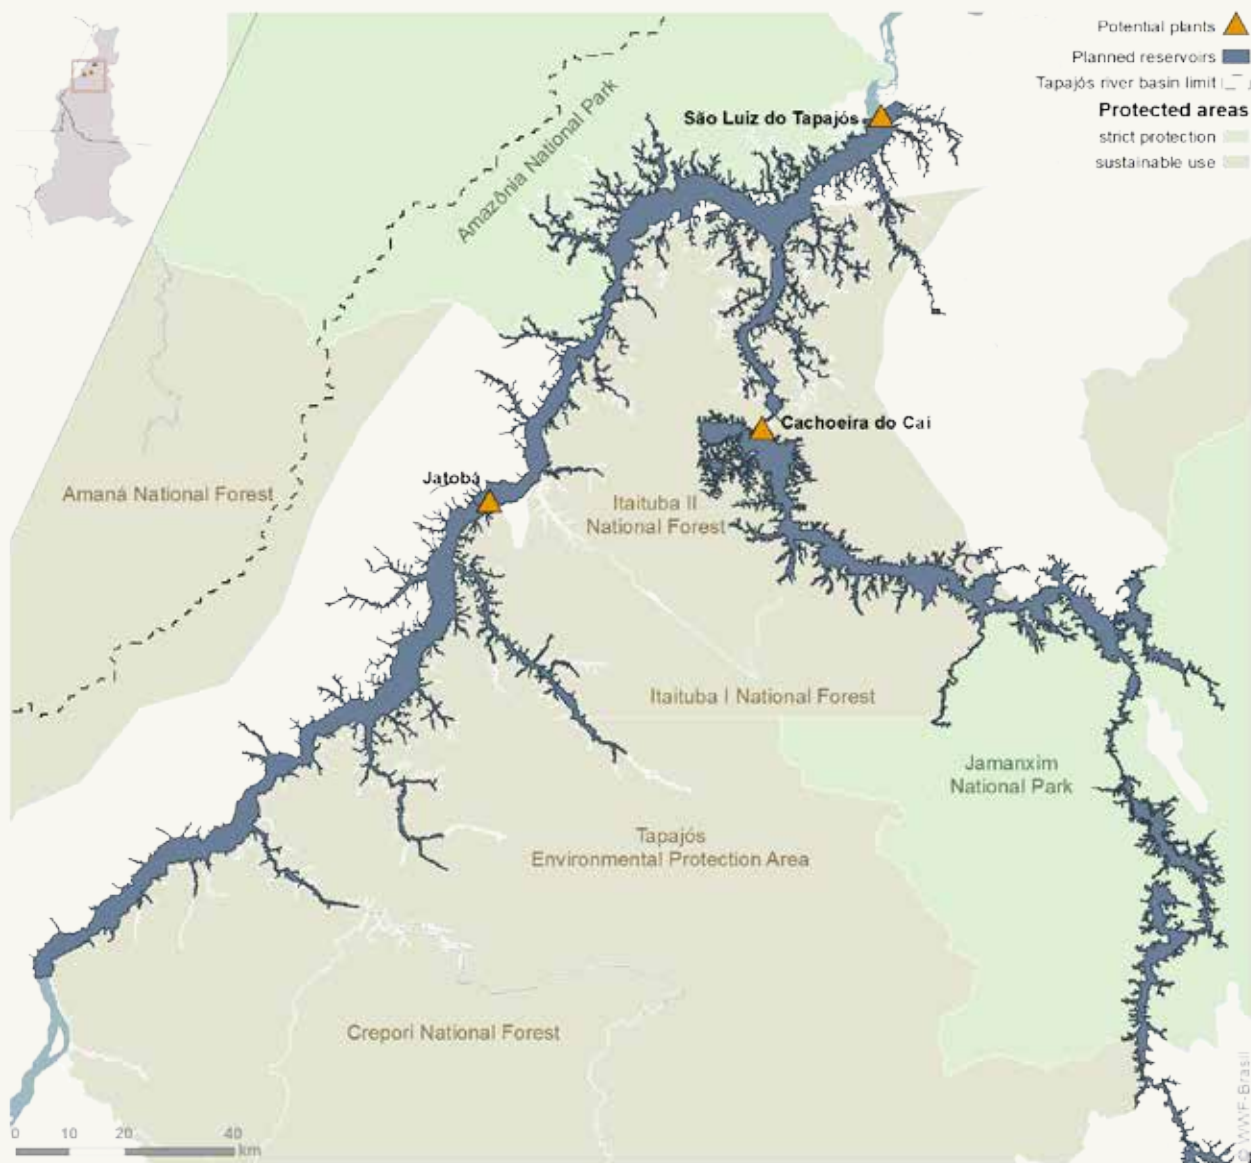 Potential plants
Planned reservoirs
Tapajós river basin limit
Protected areas
strict protection
sustainable use
São Luiz do Tapajós
Amazônia National Park
Cachoeira do Cai
Jatobá
Amaná National Forest
Itaituba II
National Forest
Itaituba I National Forest
Jamanxim
National Park
Tapajós
Environmental Protection Area
Crepori National Forest
0 10 20 40
km
© WWF-Brasil